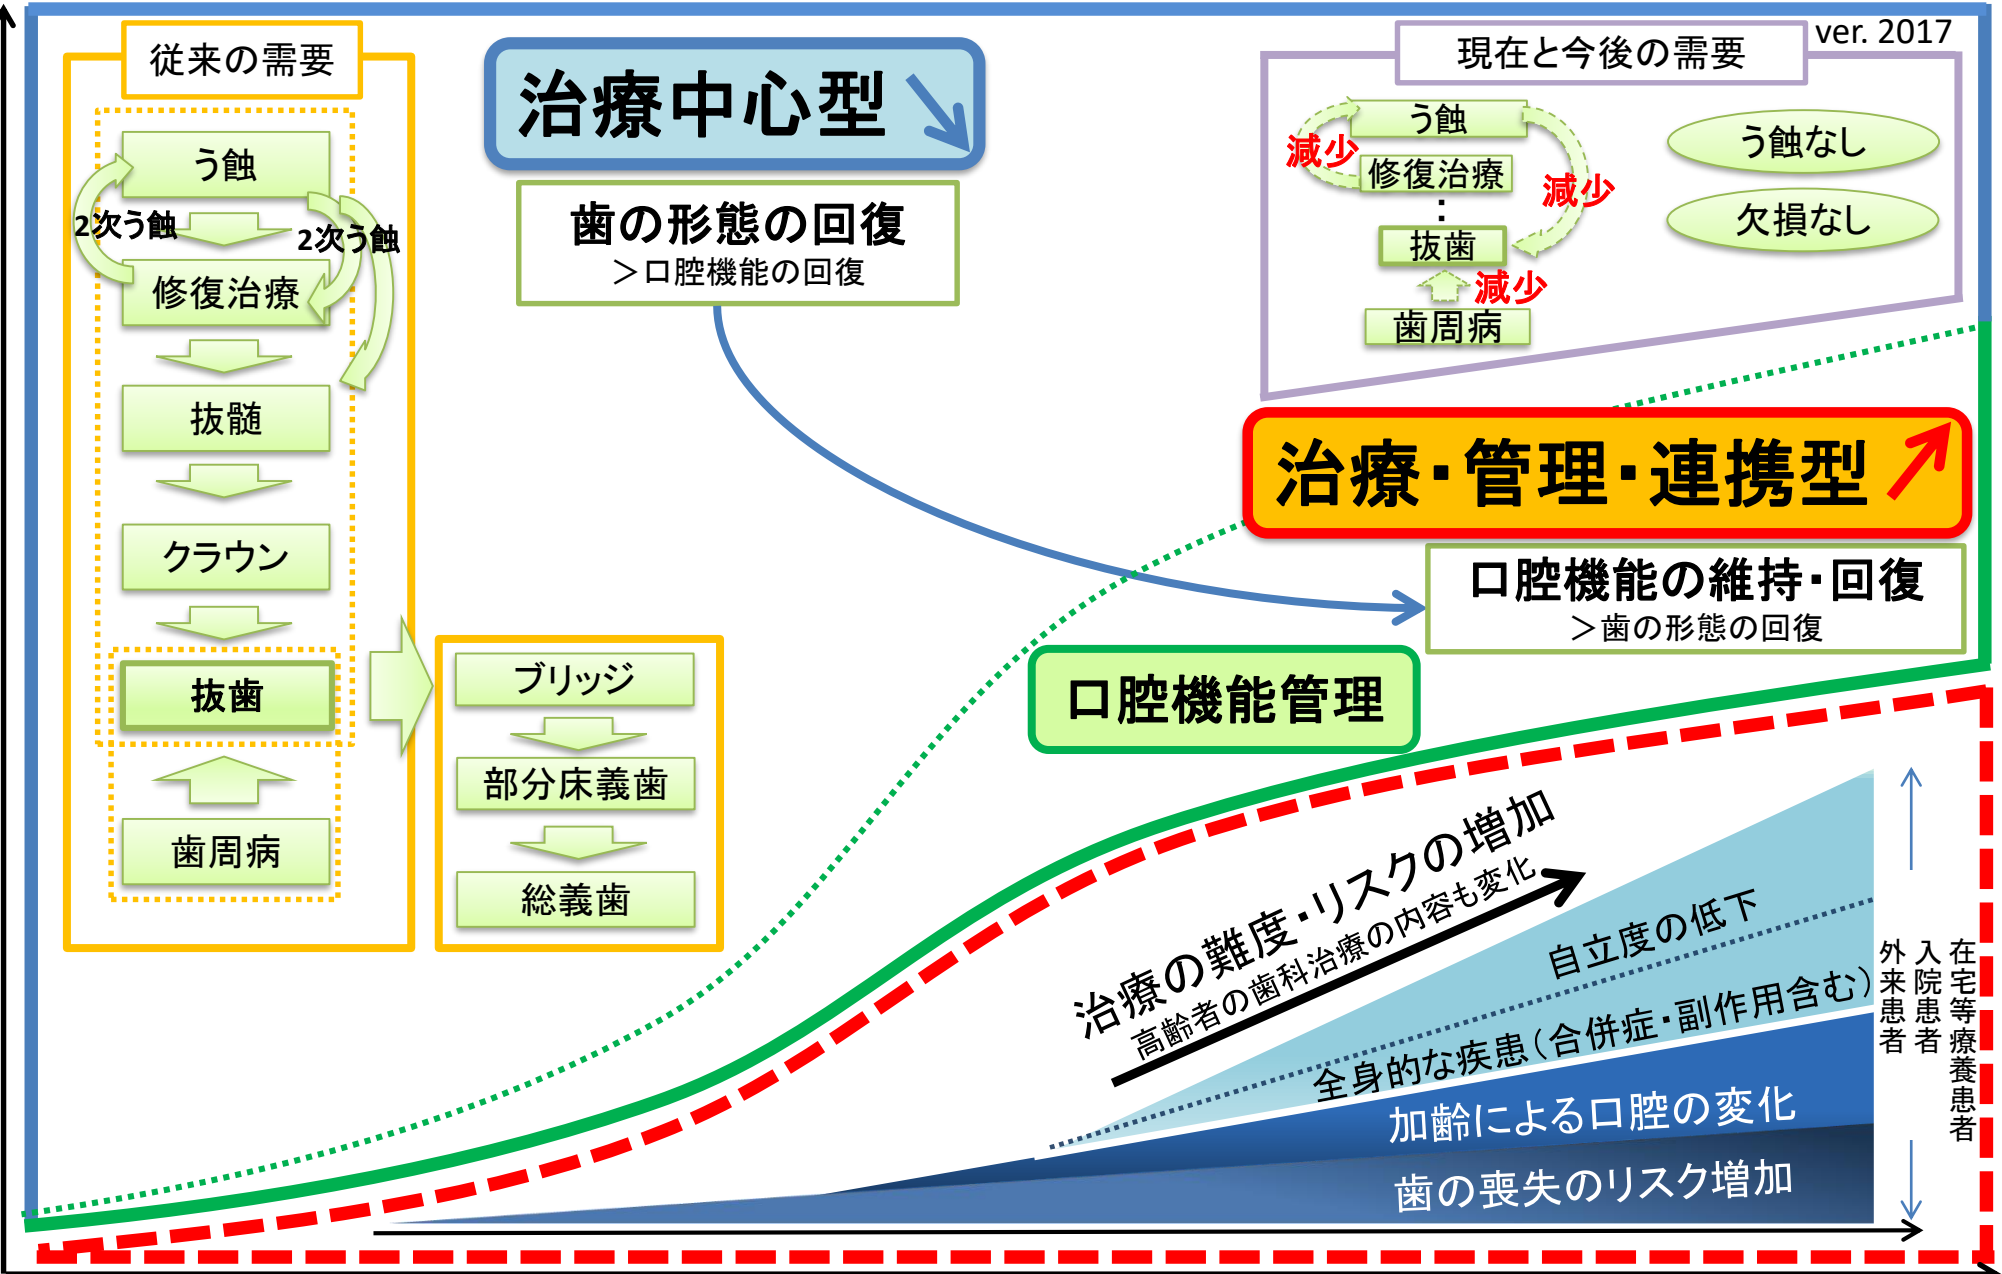 従来の需要
う蝕
2次う蝕
2次う蝕
修復治療
抜髄
クラウン
抜歯
歯周病
ブリッジ
部分床義歯
総義歯
治療中心型
歯の形態の回復
＞口腔機能の回復
ver. 2017
現在と今後の需要
う蝕
減少
修復治療
減少
：
抜歯
減少
歯周病
う蝕なし
欠損なし
治療・管理・連携型
口腔機能の維持・回復
＞歯の形態の回復
口腔機能管理
治療の難度・リスクの増加
高齢者の歯科治療の内容も変化
自立度の低下
全身的な疾患（合併症・副作用含む）
加齢による口腔の変化
歯の喪失のリスク増加
在宅等療養患者
入院患者
外来患者